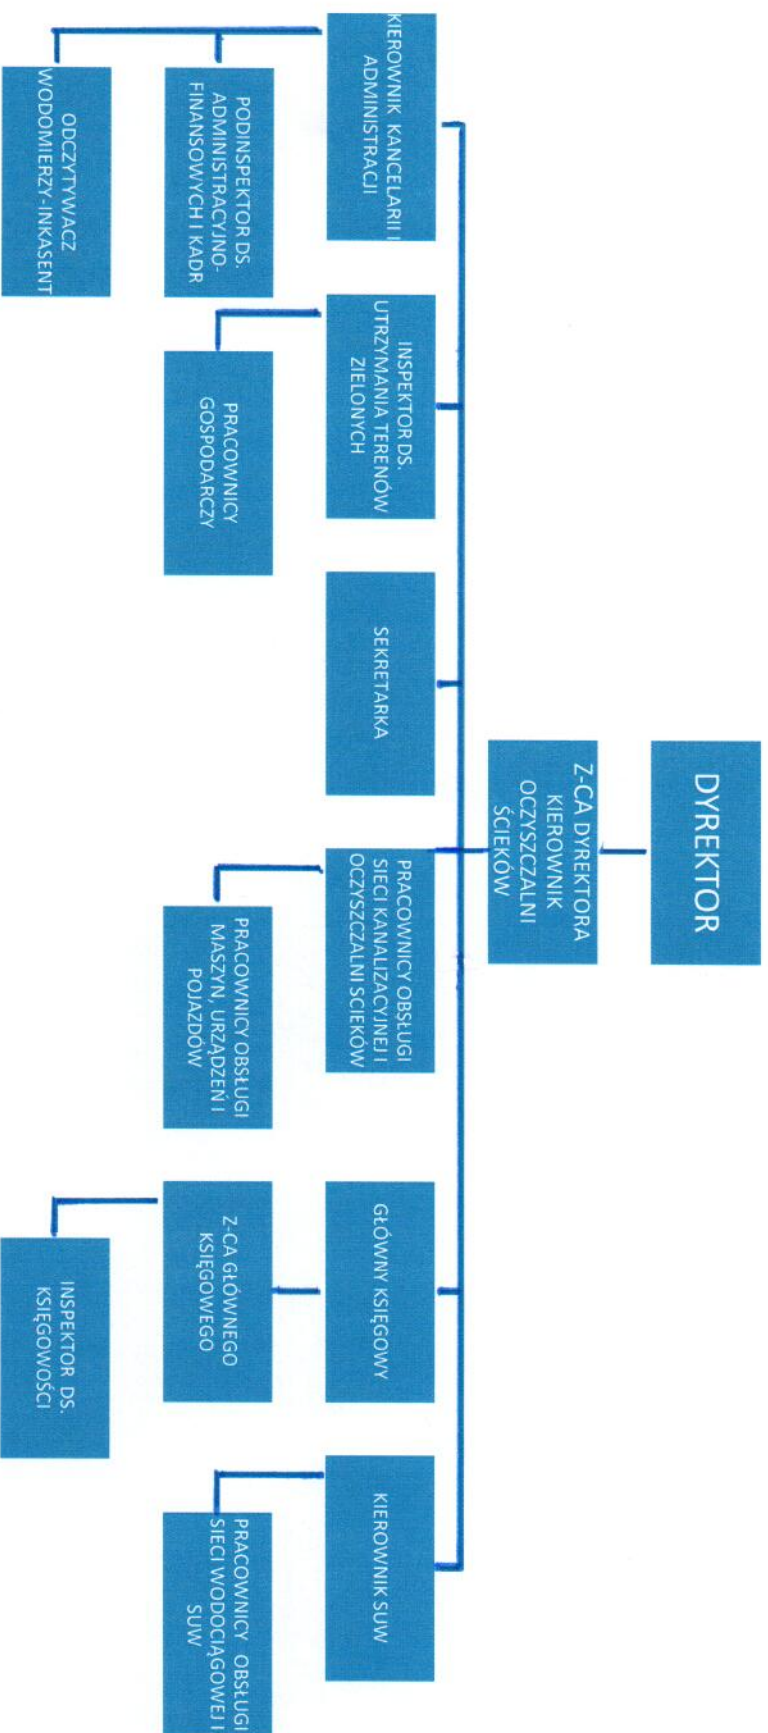 DYREKTOR
Z-CA DYREKTORA
KIEROWNIK
OCZYSZCZALNI
ŚCIEKÓW
KIEROWNIK KANCELARII I
ADMINISTRACJI
INSPEKTOR DS.
UTRZYMANIA TERENÓW
ZIELONYCH
SEKRETARKA
PRACOWNICY OBSŁUGI
SIECI KANALIZACYJNEJ I
OCZYSZCZALNI SCIEKÓW
GŁÓWNY KSIĘGOWY
KIEROWNIK SUW
PODINSPEKTOR DS.
ADMINISTRACYJNO-
FINANSOWYCH I KADR
PRACOWNICY
GOSPODARCZY
PRACOWNICY OBSŁUGI
MASZYN, URZĄDZEŃ I
POJAZDÓW
Z-CA GŁÓWNEGO
KSIĘGOWEGO
PRACOWNICY OBSŁUGI
SIECI WODOCIĄGOWEJ I
SUW
ODCZYTYWACZ
WODOMIERZY-INKASENT
INSPEKTOR DS.
KSIĘGOWOŚCI